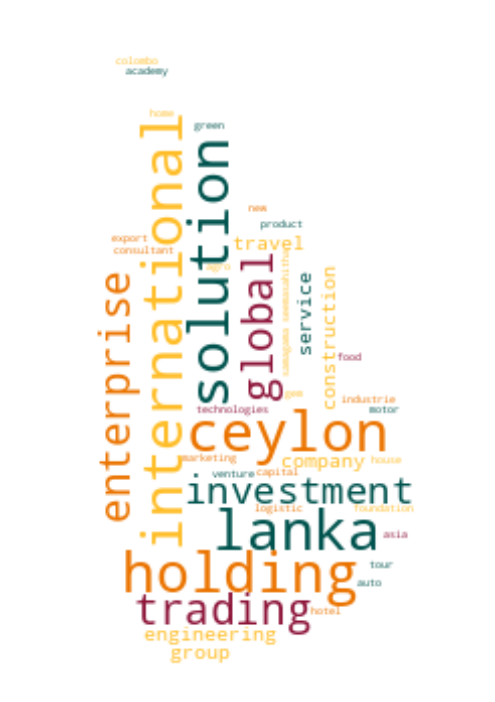 colombo
academy
home
green
international
solution
new
product
export
travel
consultant
agro
samagama seemasahitha
global
service
construction
enterprise
food
gem
industrie
technologies
motor
ceylon
marketing
company
house
venture
capital
investment
logistic
foundation
lanka
asia
holding
tour
auto
trading
hotel
engineering
group